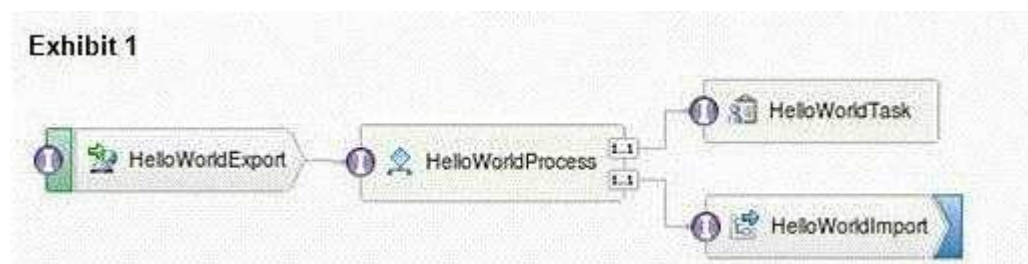 Exhibit 1
HelloWorldTask
HelloWorldExport
HelloWorldProcess
1..1
1..1
HelloWorldImport